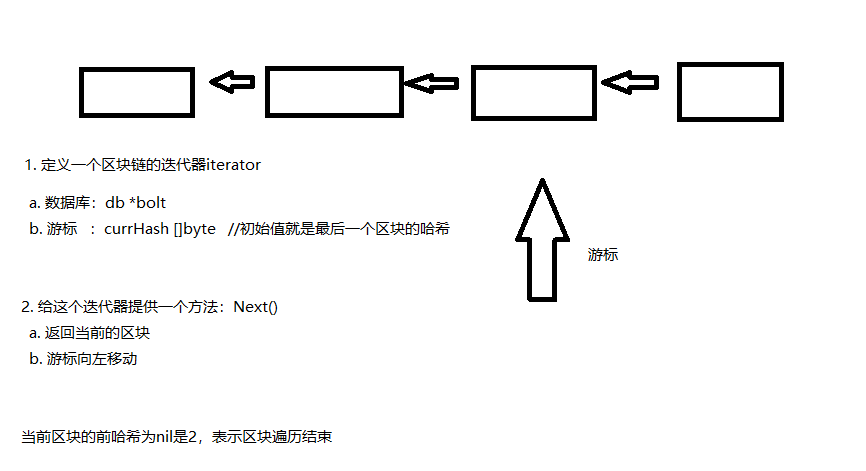 1. 定义一个区块链的迭代器iterator
a. 数据库：db *bolt
b. 游标 ：currHash []byte //初始值就是最后一个区块的哈希
游标
2. 给这个迭代器提供一个方法：Next()
a. 返回当前的区块
b. 游标向左移动
当前区块的前哈希为nil是2，表示区块遍历结束